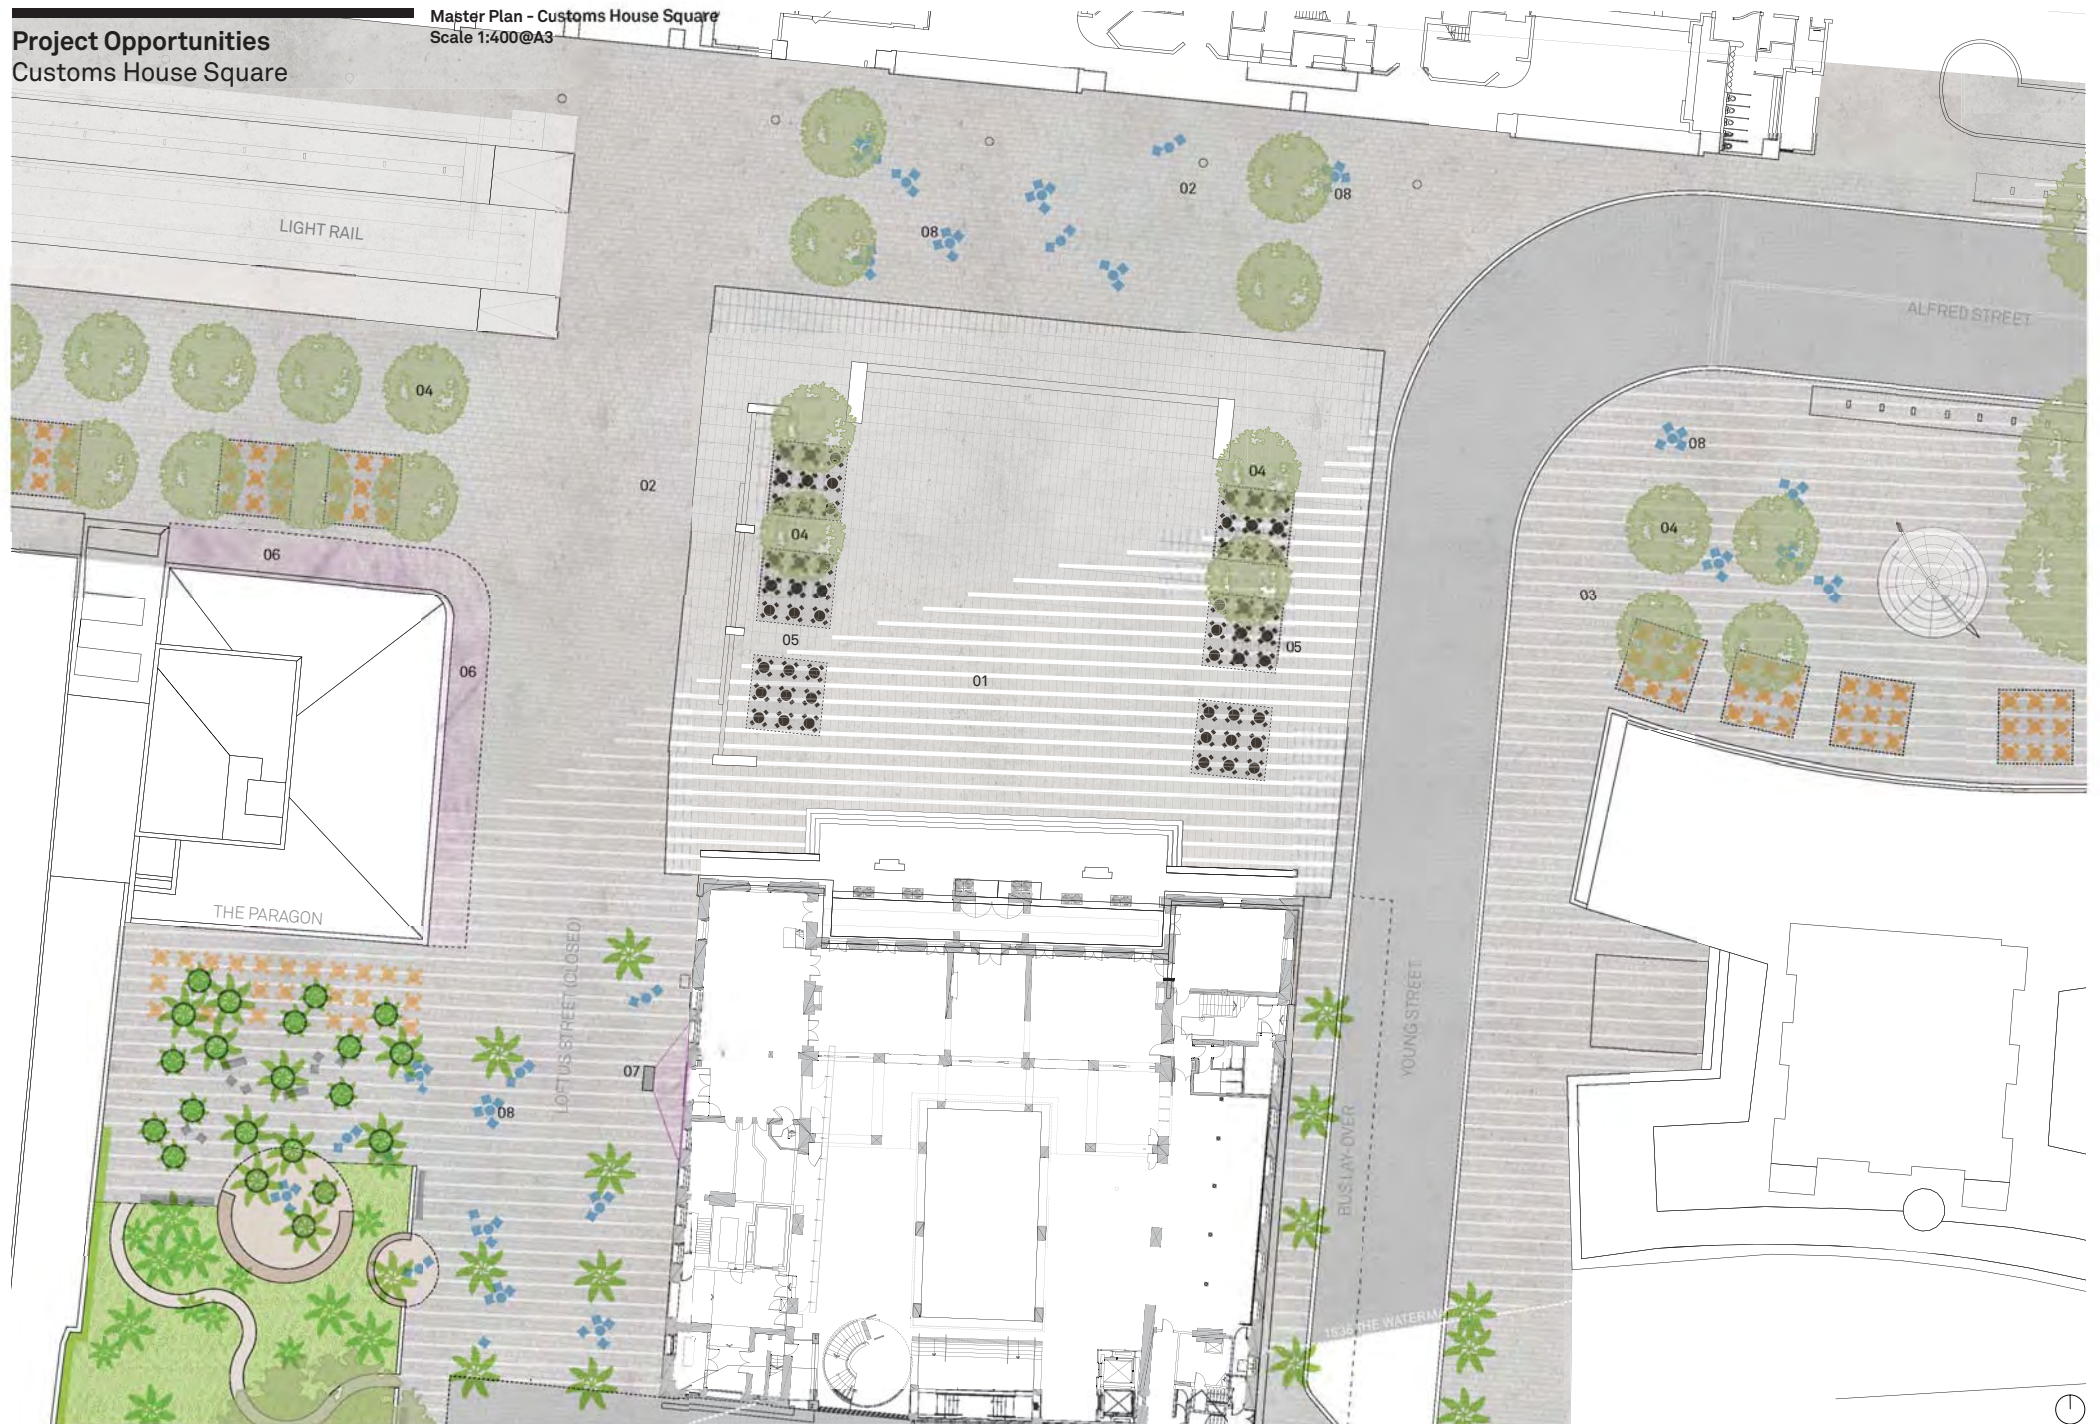 Project Opportunities
Customs House Square
Master Plan - Customs House Square
Scale 1:400@A3
02
08
08
LIGHT RAIL
ALFRED STREET
04
08
02
04
04
04
06
03
05
05
06
01
THE PARAGON
LOFTUS STREET (CLOSED)
YOUNG STREET
07
08
BUS LAY-OVER
THE WATERM